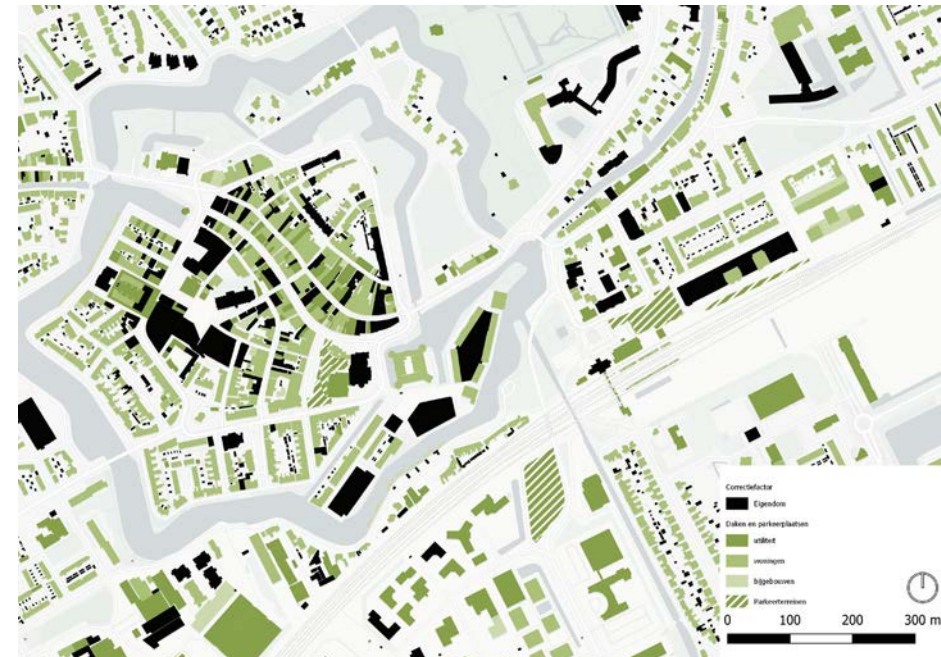 Correctiefactor
Eigendom
Daken en parkeerplaatsen
utiliteit
woningen
bijgebouwen
Parkeerterreinen
0 100 200 300 m